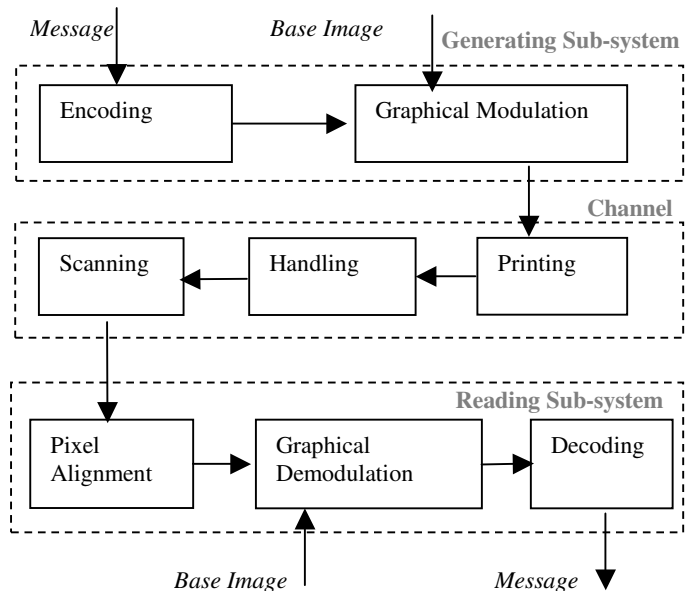 Message
Base Image
Generating Sub-system
Encoding
Graphical Modulation
Channel
Scanning
Handling
Printing
Reading Sub-system
Pixel
Alignment
Graphical
Demodulation
Decoding
Base Image
Message